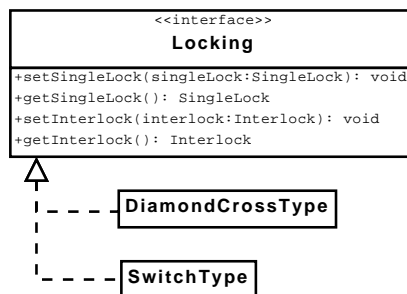 <<interface>>
Locking
+setSingleLock(singleLock:SingleLock): void
+getSingleLock(): SingleLock
+setInterlock(interlock:Interlock): void
+getInterlock(): Interlock
DiamondCrossType
SwitchType